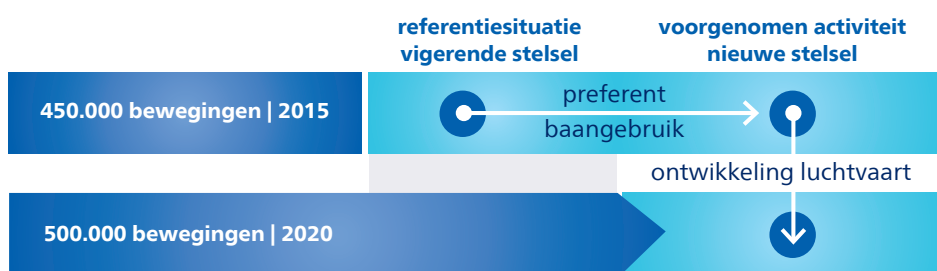 referentiesituatie
vigerende stelsel
voorgenomen activiteit
nieuwe stelsel
450.000 bewegingen | 2015
preferent
baangebruik
ontwikkeling luchtvaart
500.000 bewegingen | 2020